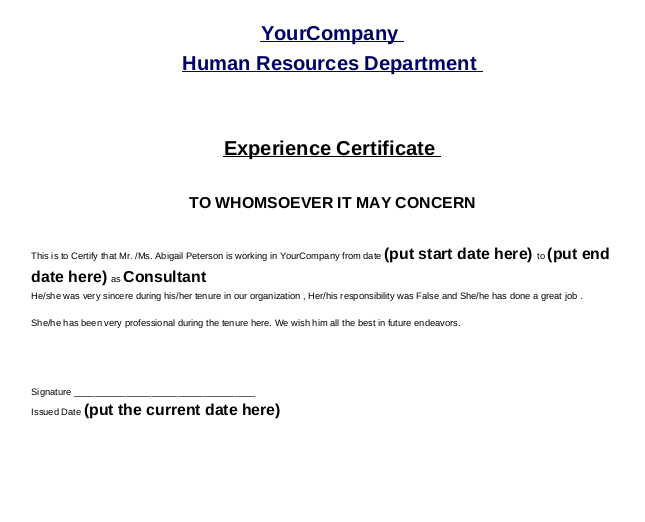 YourCompany
Human Resources Department
Experience Certificate
TO WHOMSOEVER IT MAY CONCERN
This is to Certify that Mr. /Ms. Abigail Peterson is working in YourCompany from date (put start date here) to (put end
date here) as Consultant
He/she was very sincere during his/her tenure in our organization , Her/his responsibility was False and She/he has done a great job .
She/he has been very professional during the tenure here. We wish him all the best in future endeavors.
Signature ___________________________________
Issued Date (put the current date here)